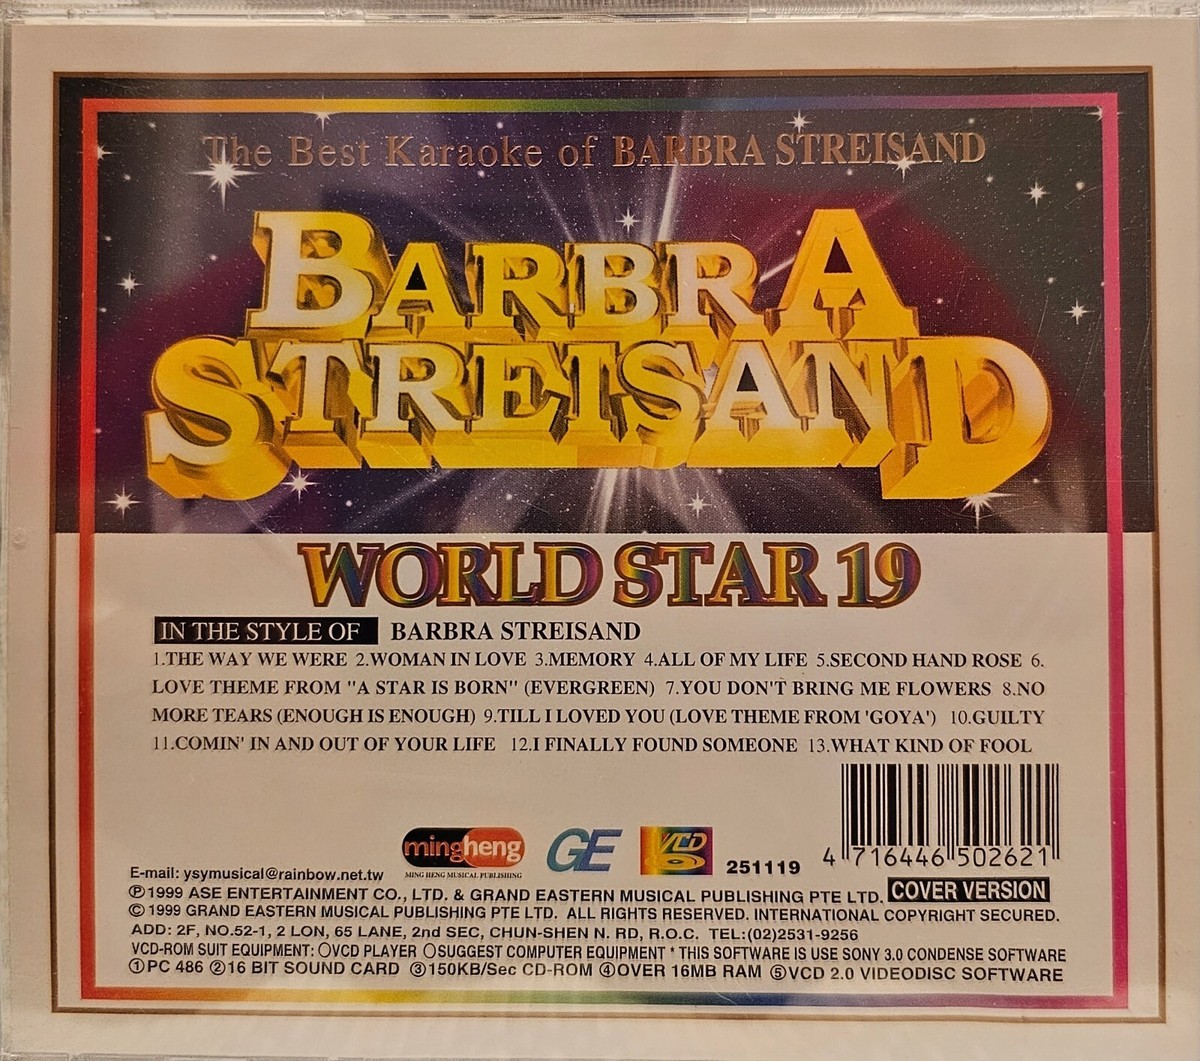 The Best Karaoke of BARBRA STREISAND
BARBRA
STREISAND
WORLD STAR 19
IN THE STYLE OF BARBRA STREISAND
1.THE WAY WE WERE 2.WOMAN IN LOVE 3.MEMORY 4.ALL OF MY LIFE 5.SECOND HAND ROSE 6.
LOVE THEME FROM "A STAR IS BORN" (EVERGREEN) 7.YOU DON'T BRING ME FLOWERS 8.NO
MORE TEARS (ENOUGH IS ENOUGH) 9.TILL I LOVED YOU (LOVE THEME FROM 'GOYA') 10.GUILTY
11.COMIN' IN AND OUT OF YOUR LIFE 12.I FINALLY FOUND SOMEONE 13.WHAT KIND OF FOOL
mingheng
MING HENG MUSICAL PUBLISHING
GE
VCD
251119
4 716446 502621
E-mail: ysymusical@rainbow.net.tw
Ⓟ1999 ASE ENTERTAINMENT CO., LTD. & GRAND EASTERN MUSICAL PUBLISHING PTE LTD. COVER VERSION
©1999 GRAND EASTERN MUSICAL PUBLISHING PTE LTD. ALL RIGHTS RESERVED. INTERNATIONAL COPYRIGHT SECURED.
ADD: 2F, NO.52-1, 2 LON, 65 LANE, 2nd SEC, CHUN-SHEN N. RD, R.O.C. TEL:(02)2531-9256
VCD-ROM SUIT EQUIPMENT: ○VCD PLAYER ○SUGGEST COMPUTER EQUIPMENT * THIS SOFTWARE IS USE SONY 3.0 CONDENSE SOFTWARE
①PC 486 ②16 BIT SOUND CARD ③150KB/Sec CD-ROM ④OVER 16MB RAM ⑤VCD 2.0 VIDEODISC SOFTWARE